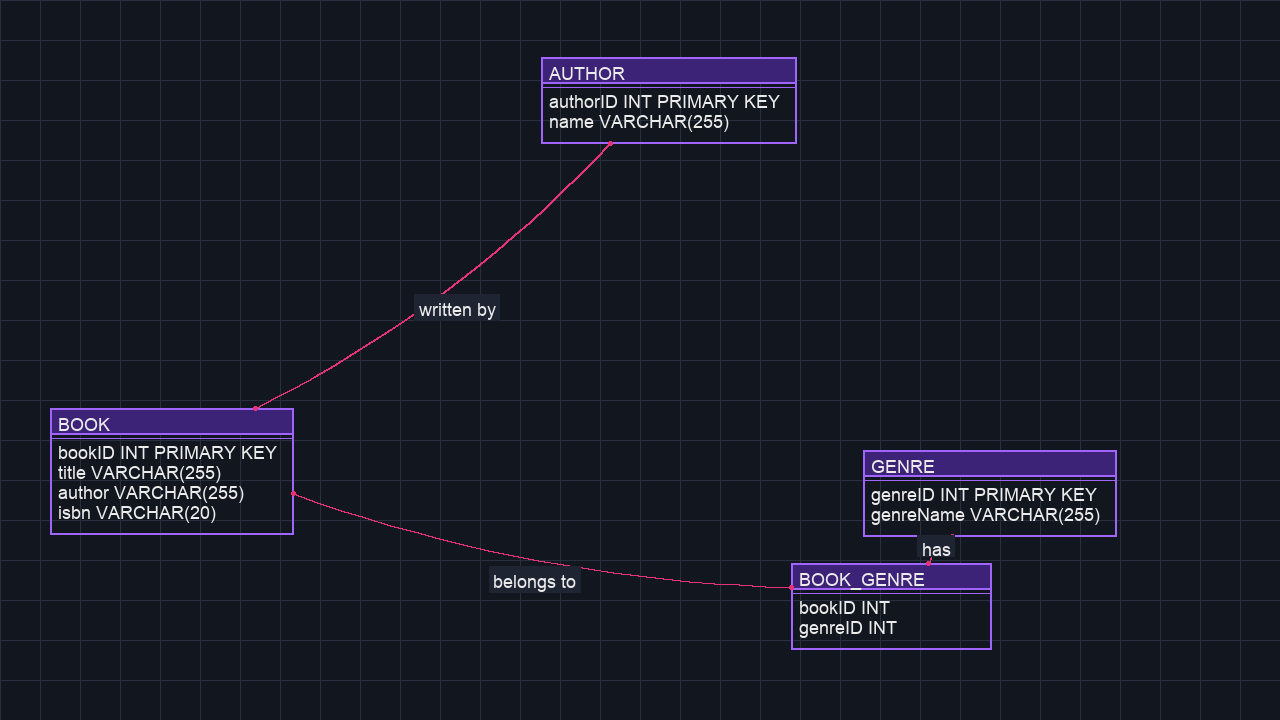 AUTHOR
authorID INT PRIMARY KEY
name VARCHAR(255)
written by
BOOK
bookID INT PRIMARY KEY
title VARCHAR(255)
author VARCHAR(255)
isbn VARCHAR(20)
GENRE
genreID INT PRIMARY KEY
genreName VARCHAR(255)
has
belongs to
BOOK_GENRE
bookID INT
genreID INT